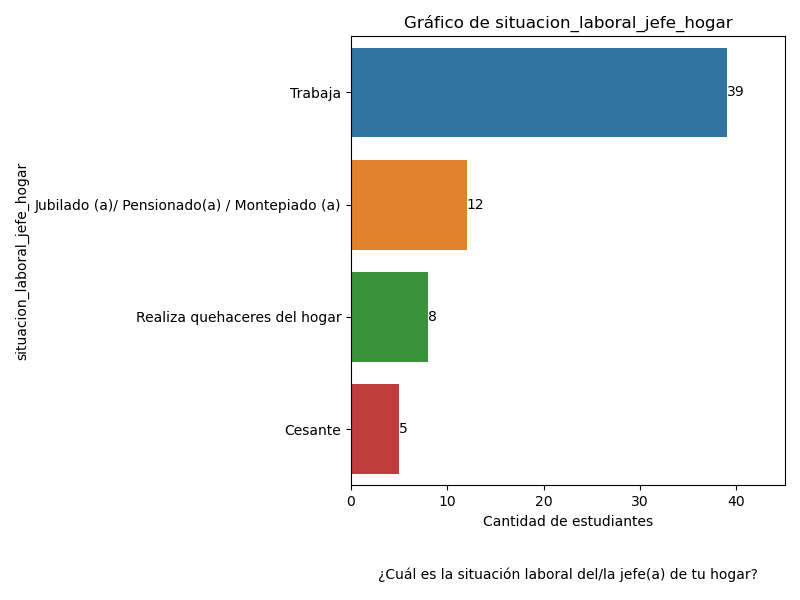 Gráfico de situacion_laboral_jefe_hogar
situacion_laboral_jefe_hogar
Trabaja
39
Jubilado (a)/ Pensionado(a) / Montepiado (a)
12
Realiza quehaceres del hogar
8
Cesante
5
0 10 20 30 40
Cantidad de estudiantes
¿Cuál es la situación laboral del/la jefe(a) de tu hogar?